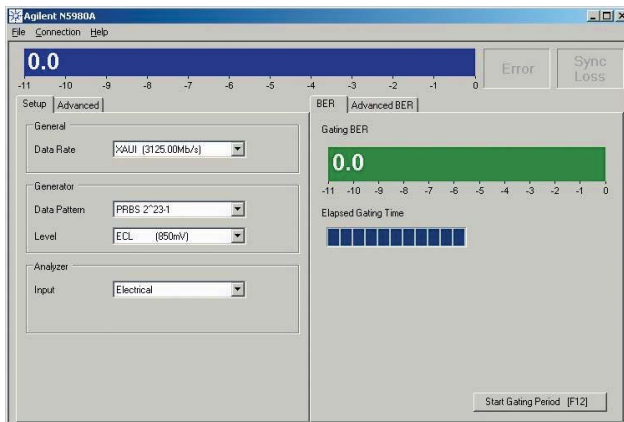 Agilent N5980A
File Connection Help
0.0
-11 -10 -9 -8 -7 -6 -5 -4 -3 -2 -1 0
Error
Sync Loss
Setup Advanced
General
Data Rate XAUI (3125.00Mb/s)
Generator
Data Pattern PRBS 2^23-1
Level ECL (850mV)
Analyzer
Input Electrical
BER Advanced BER
Gating BER
0.0
-11 -10 -9 -8 -7 -6 -5 -4 -3 -2 -1 0
Elapsed Gating Time
Start Gating Period [F12]